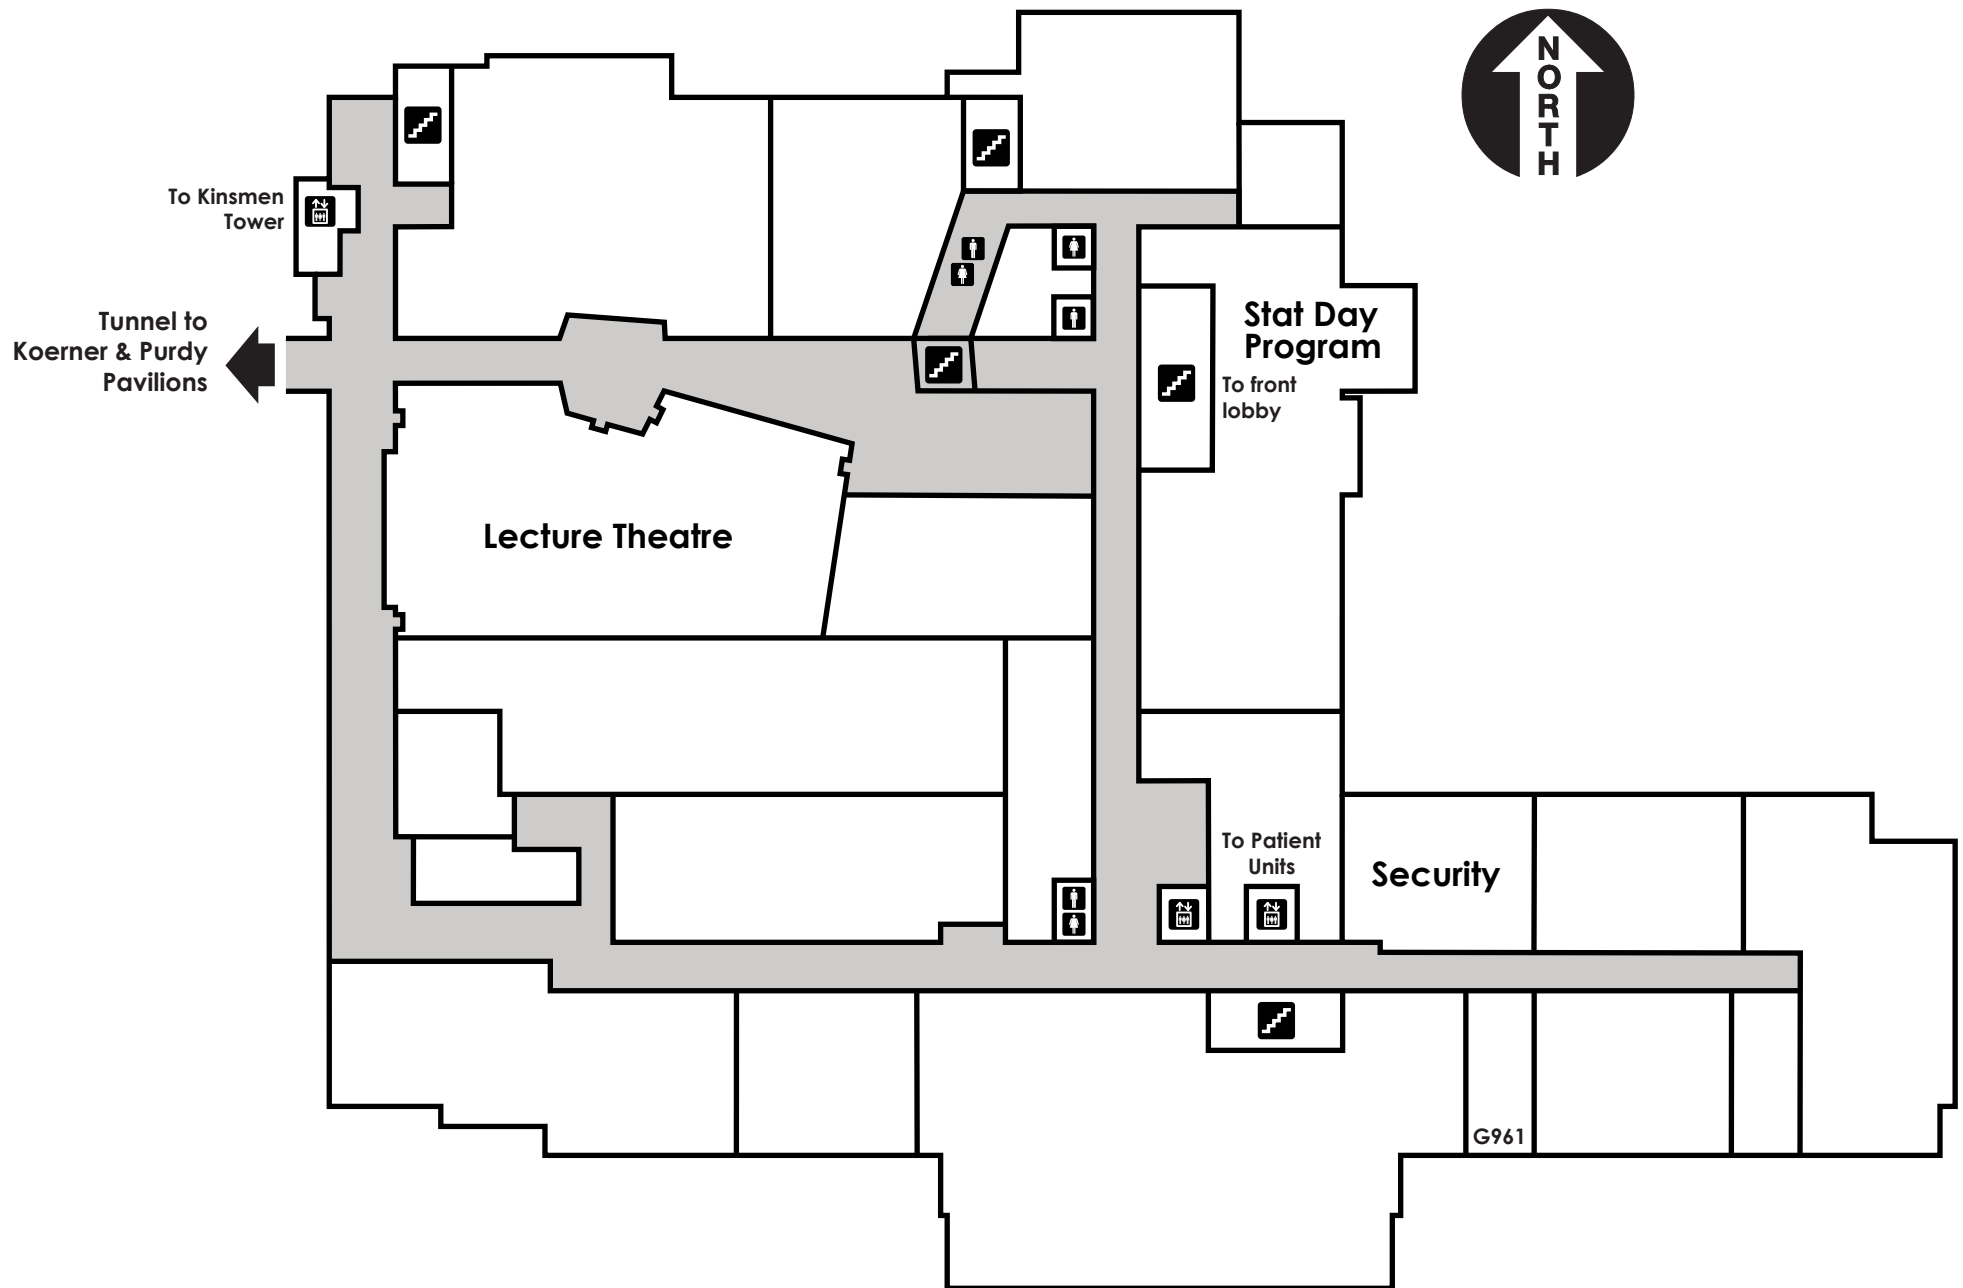 NORTH
To Kinsmen
Tower
Tunnel to
Koerner & Purdy
Pavilions
Stat Day
Program
To front
lobby
Lecture Theatre
To Patient
Units
Security
G961